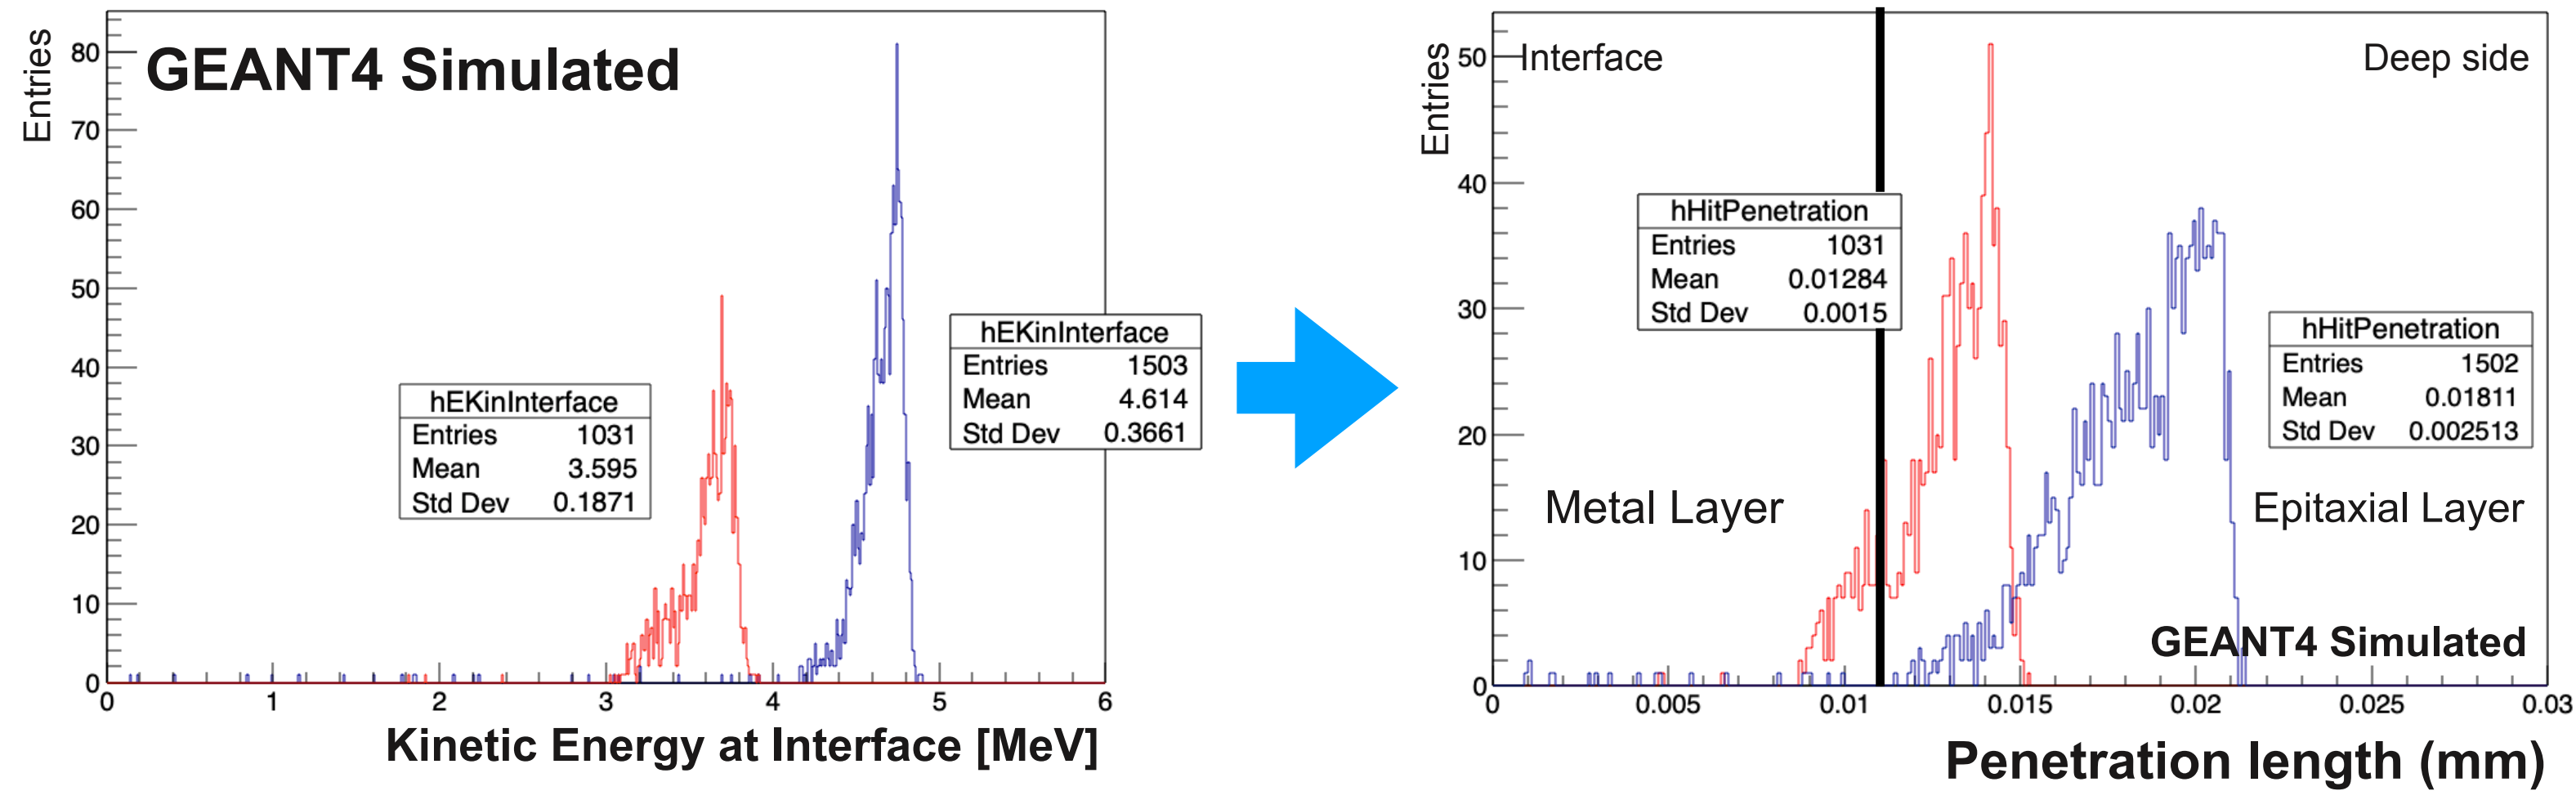 GEANT4 Simulated
Entries
80
70
60
50
40
30
20
10
0
0 1 2 3 4 5 6
Kinetic Energy at Interface [MeV]
hEKinInterface
Entries 1031
Mean 3.595
Std Dev 0.1871
hEKinInterface
Entries 1503
Mean 4.614
Std Dev 0.3661
Entries
50
40
30
20
10
0
Interface
Deep side
hHitPenetration
Entries 1031
Mean 0.01284
Std Dev 0.0015
hHitPenetration
Entries 1502
Mean 0.01811
Std Dev 0.002513
Metal Layer
Epitaxial Layer
GEANT4 Simulated
0 0.005 0.01 0.015 0.02 0.025 0.03
Penetration length (mm)